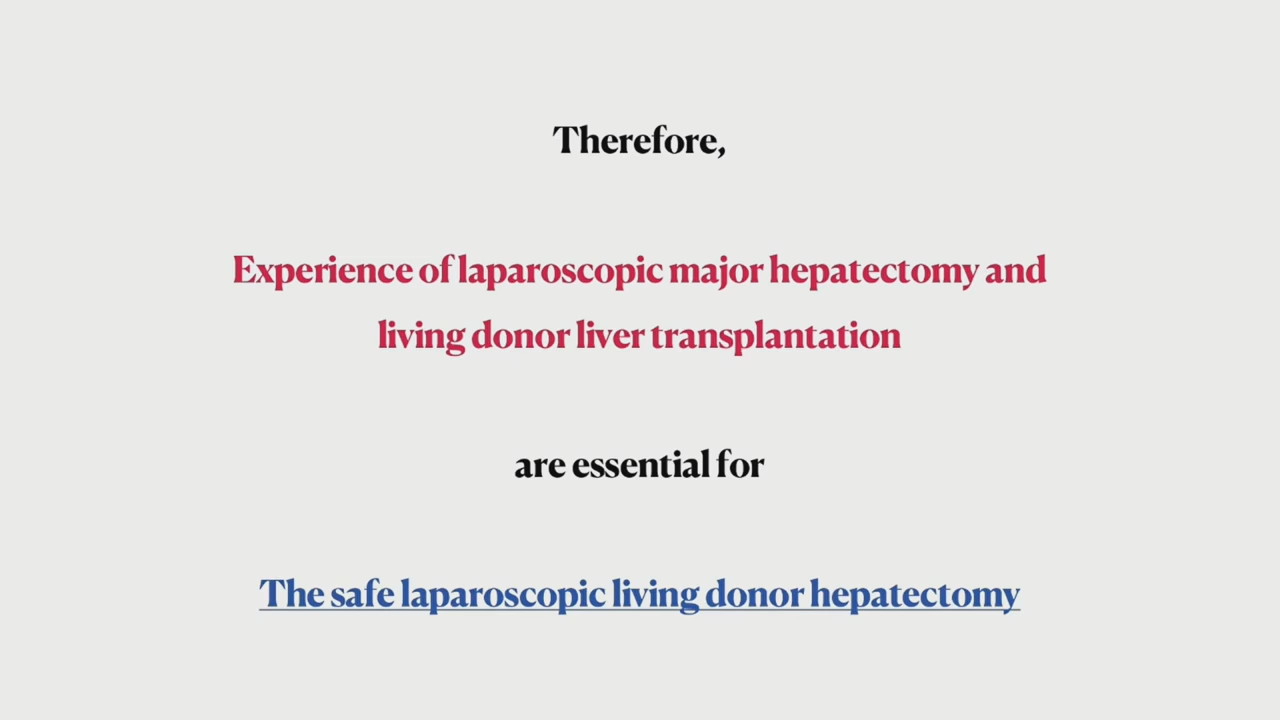 Therefore,
Experience of laparoscopic major hepatectomy and
living donor liver transplantation
are essential for
The safe laparoscopic living donor hepatectomy